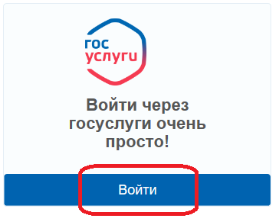 гос
услуги
Войти через
госуслуги очень
просто!
Войти